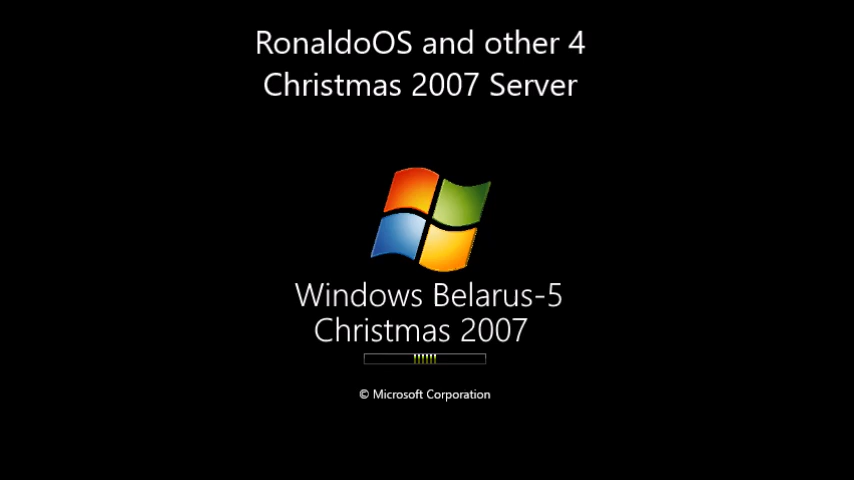 RonaldoOS and other 4
Christmas 2007 Server
Windows Belarus-5
Christmas 2007
© Microsoft Corporation